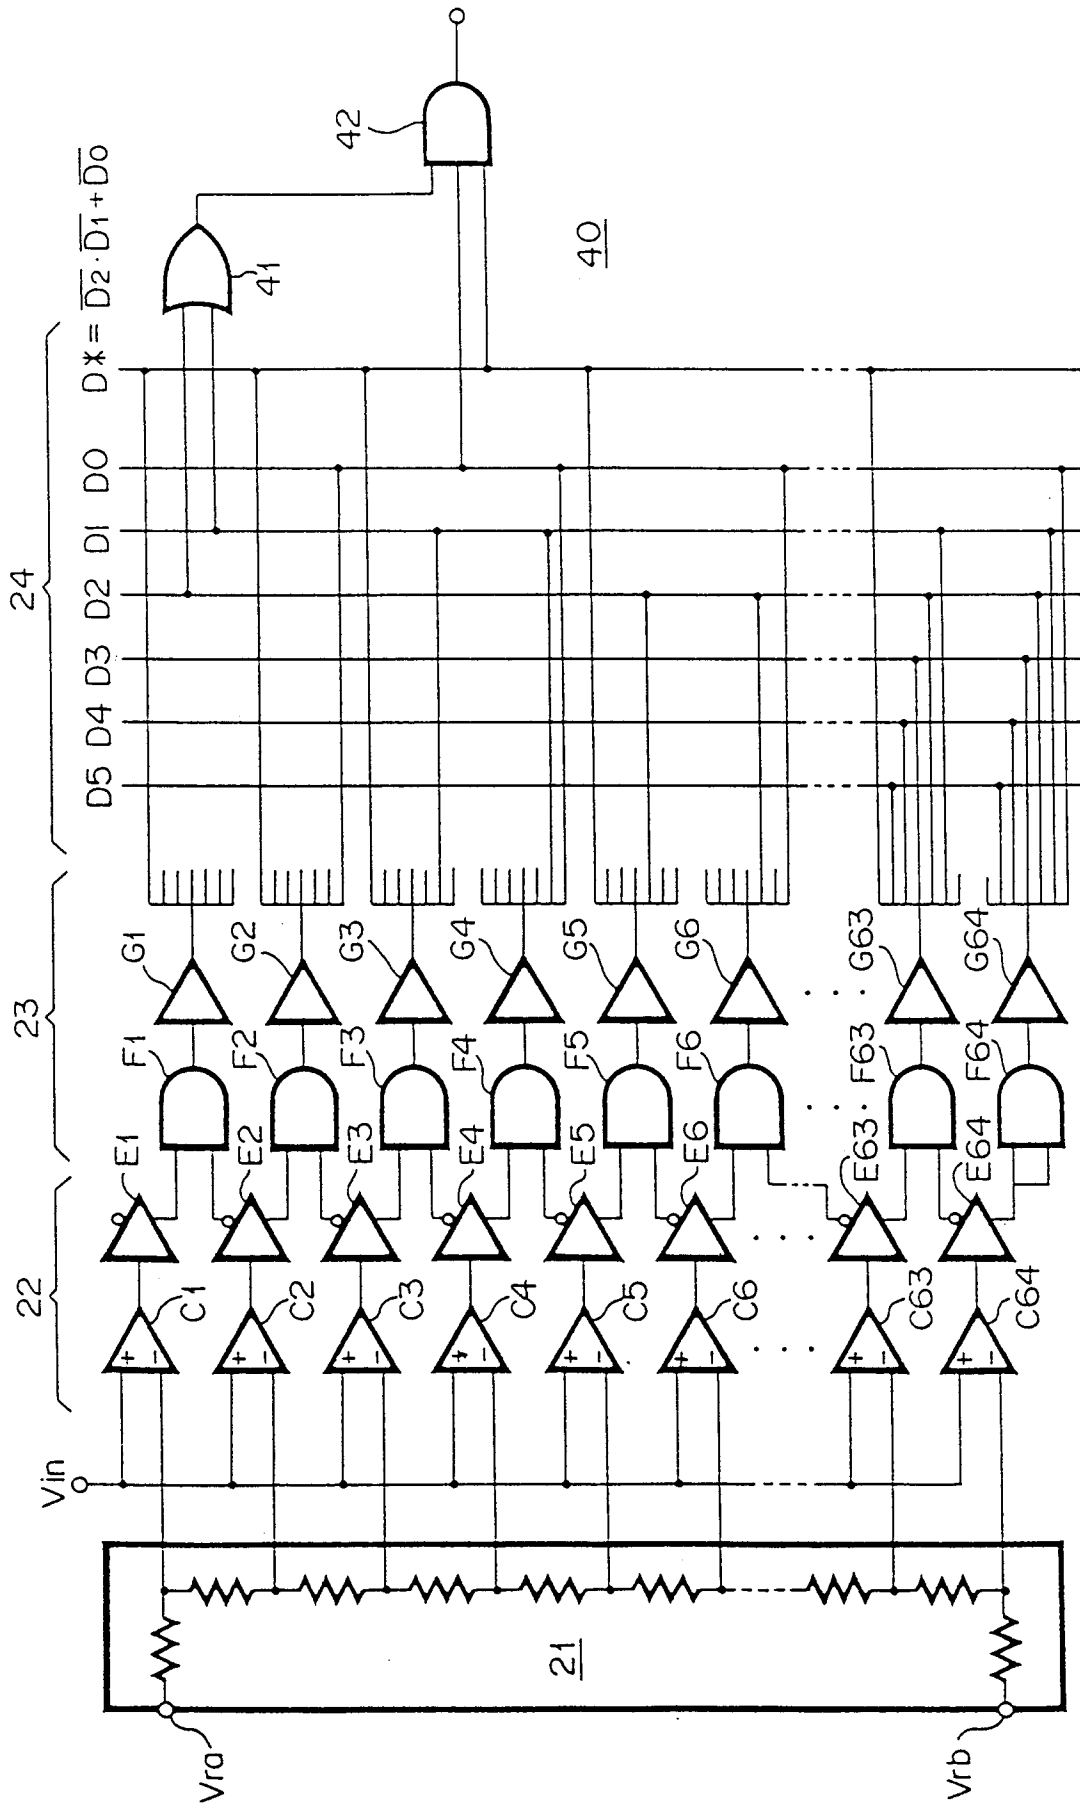 24
D5 D4 D3 D2 D1 D0 D* = D̅2̅ · D̅1̅ + D̅0̅
41
42
40
23
G1 G2 G3 G4 G5 G6 G63 G64
F1 F2 F3 F4 F5 F6 F63 F64
22
E1 E2 E3 E4 E5 E6 E63 E64
C1 C2 C3 C4 C5 C6 C63 C64
+ − + − + − + − + − + − + − + −
Vin
21
Vra
Vrb